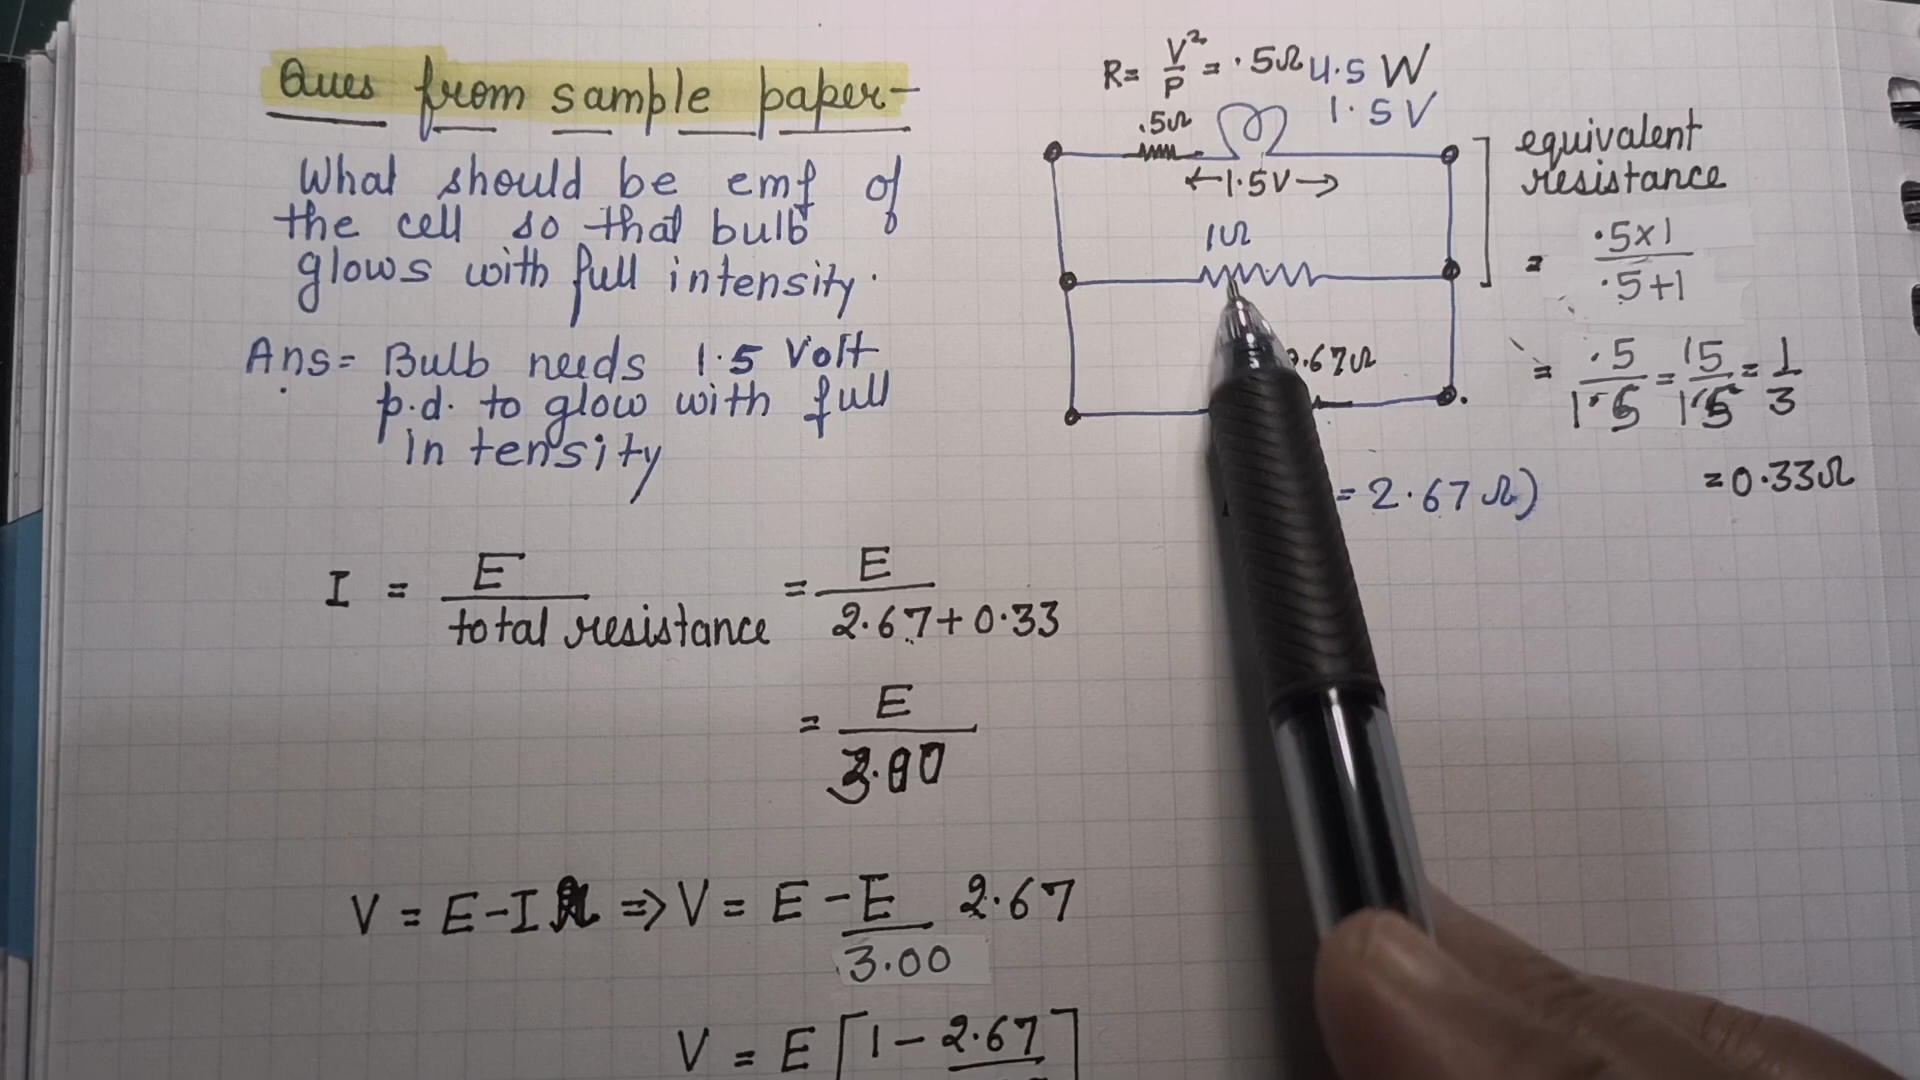 Ques from sample paper-
What should be emf of
the cell so that bulb
glows with full intensity.
Ans= Bulb needs 1.5 Volt
p.d. to glow with full
intensity
R= V²/P = .5Ω 4.5 W
1.5 V
.5Ω
←1.5V→
1Ω
.67Ω
= 2.67Ω)
equivalent
resistance
= .5×1/.5+1
= .5/1.5 = 15/15 = 1/3
= 0.33Ω
I = E/total resistance = E/2.67+0.33
= E/3.00
V = E-I => V = E - E/3.00 2.67
V = E [1 - 2.67]